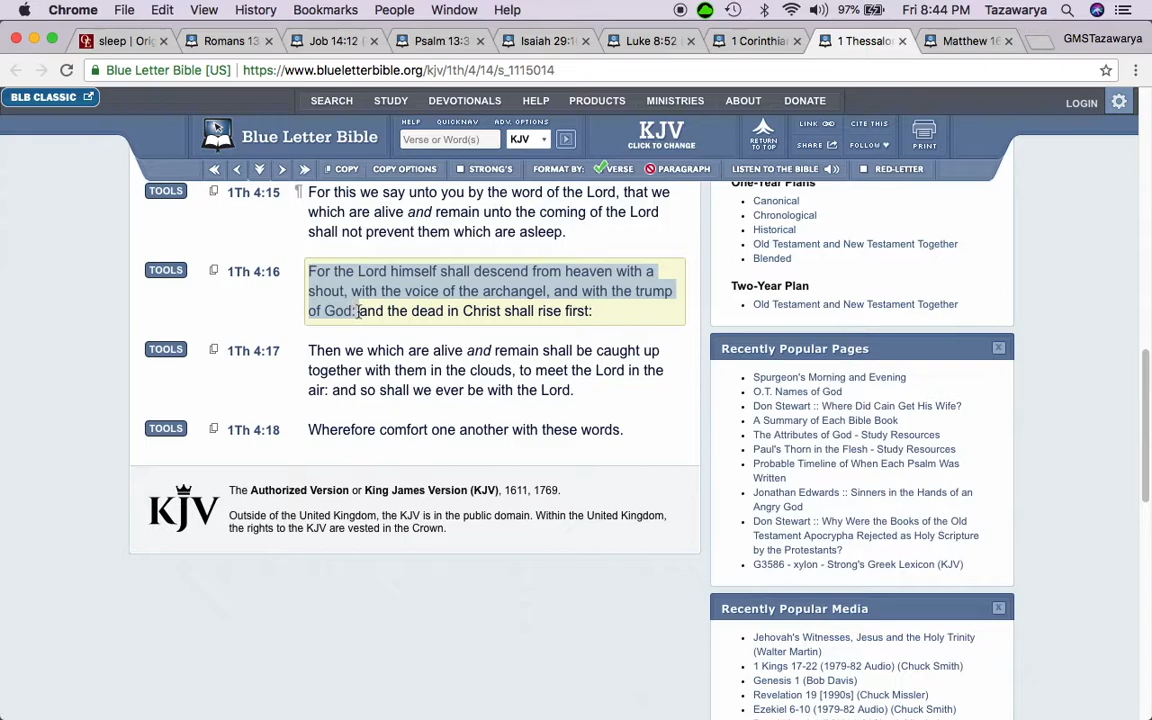 Chrome File Edit View History Bookmarks People Window Help 97% Fri 8:44 PM Tazawarya
sleep | Orig Romans 13: Job 14:12 ( Psalm 13:3 Isaiah 29:1 Luke 8:52 ( 1 Corinthia 1 Thessalo Matthew 16 GMSTazawarya
Blue Letter Bible [US] https://www.blueletterbible.org/kjv/1th/4/14/s_1115014
BLB CLASSIC SEARCH STUDY DEVOTIONALS HELP PRODUCTS MINISTRIES ABOUT DONATE LOGIN
HELP QUICKNAV ADV. OPTIONS
Blue Letter Bible Verse or Word(s) KJV
KJV
CLICK TO CHANGE
RETURN
TO TOP
LINK CITE THIS
SHARE FOLLOW PRINT
COPY COPY OPTIONS STRONG'S FORMAT BY: VERSE PARAGRAPH LISTEN TO THE BIBLE RED-LETTER
TOOLS 1Th 4:15 ¶ For this we say unto you by the word of the Lord, that we
which are alive and remain unto the coming of the Lord
shall not prevent them which are asleep.
TOOLS 1Th 4:16 For the Lord himself shall descend from heaven with a
shout, with the voice of the archangel, and with the trump
of God: and the dead in Christ shall rise first:
TOOLS 1Th 4:17 Then we which are alive and remain shall be caught up
together with them in the clouds, to meet the Lord in the
air: and so shall we ever be with the Lord.
TOOLS 1Th 4:18 Wherefore comfort one another with these words.
KJV
The Authorized Version or King James Version (KJV), 1611, 1769.
Outside of the United Kingdom, the KJV is in the public domain. Within the United Kingdom,
the rights to the KJV are vested in the Crown.
One-Year Plans
Canonical
Chronological
Historical
Old Testament and New Testament Together
Blended
Two-Year Plan
Old Testament and New Testament Together
Recently Popular Pages x
Spurgeon's Morning and Evening
O.T. Names of God
Don Stewart :: Where Did Cain Get His Wife?
A Summary of Each Bible Book
The Attributes of God - Study Resources
Paul's Thorn in the Flesh - Study Resources
Probable Timeline of When Each Psalm Was
Written
Jonathan Edwards :: Sinners in the Hands of an
Angry God
Don Stewart :: Why Were the Books of the Old
Testament Apocrypha Rejected as Holy Scripture
by the Protestants?
G3586 - xylon - Strong's Greek Lexicon (KJV)
Recently Popular Media x
Jehovah's Witnesses, Jesus and the Holy Trinity
(Walter Martin)
1 Kings 17-22 (1979-82 Audio) (Chuck Smith)
Genesis 1 (Bob Davis)
Revelation 19 [1990s] (Chuck Missler)
Ezekiel 6-10 (1979-82 Audio) (Chuck Smith)